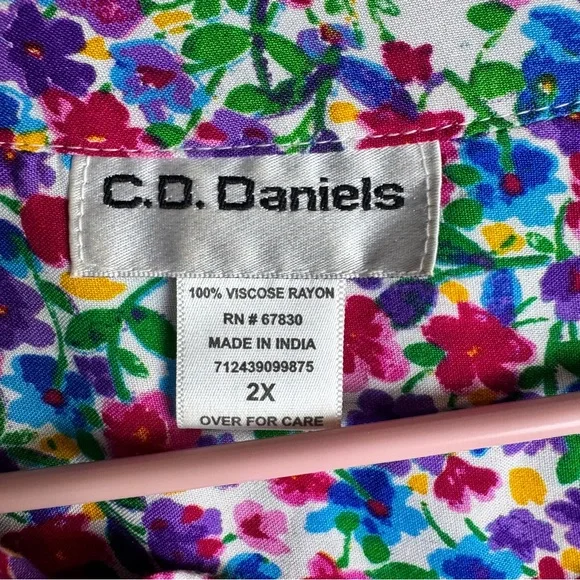 C.D. Daniels
100% VISCOSE RAYON
RN # 67830
MADE IN INDIA
712439099875
2X
OVER FOR CARE